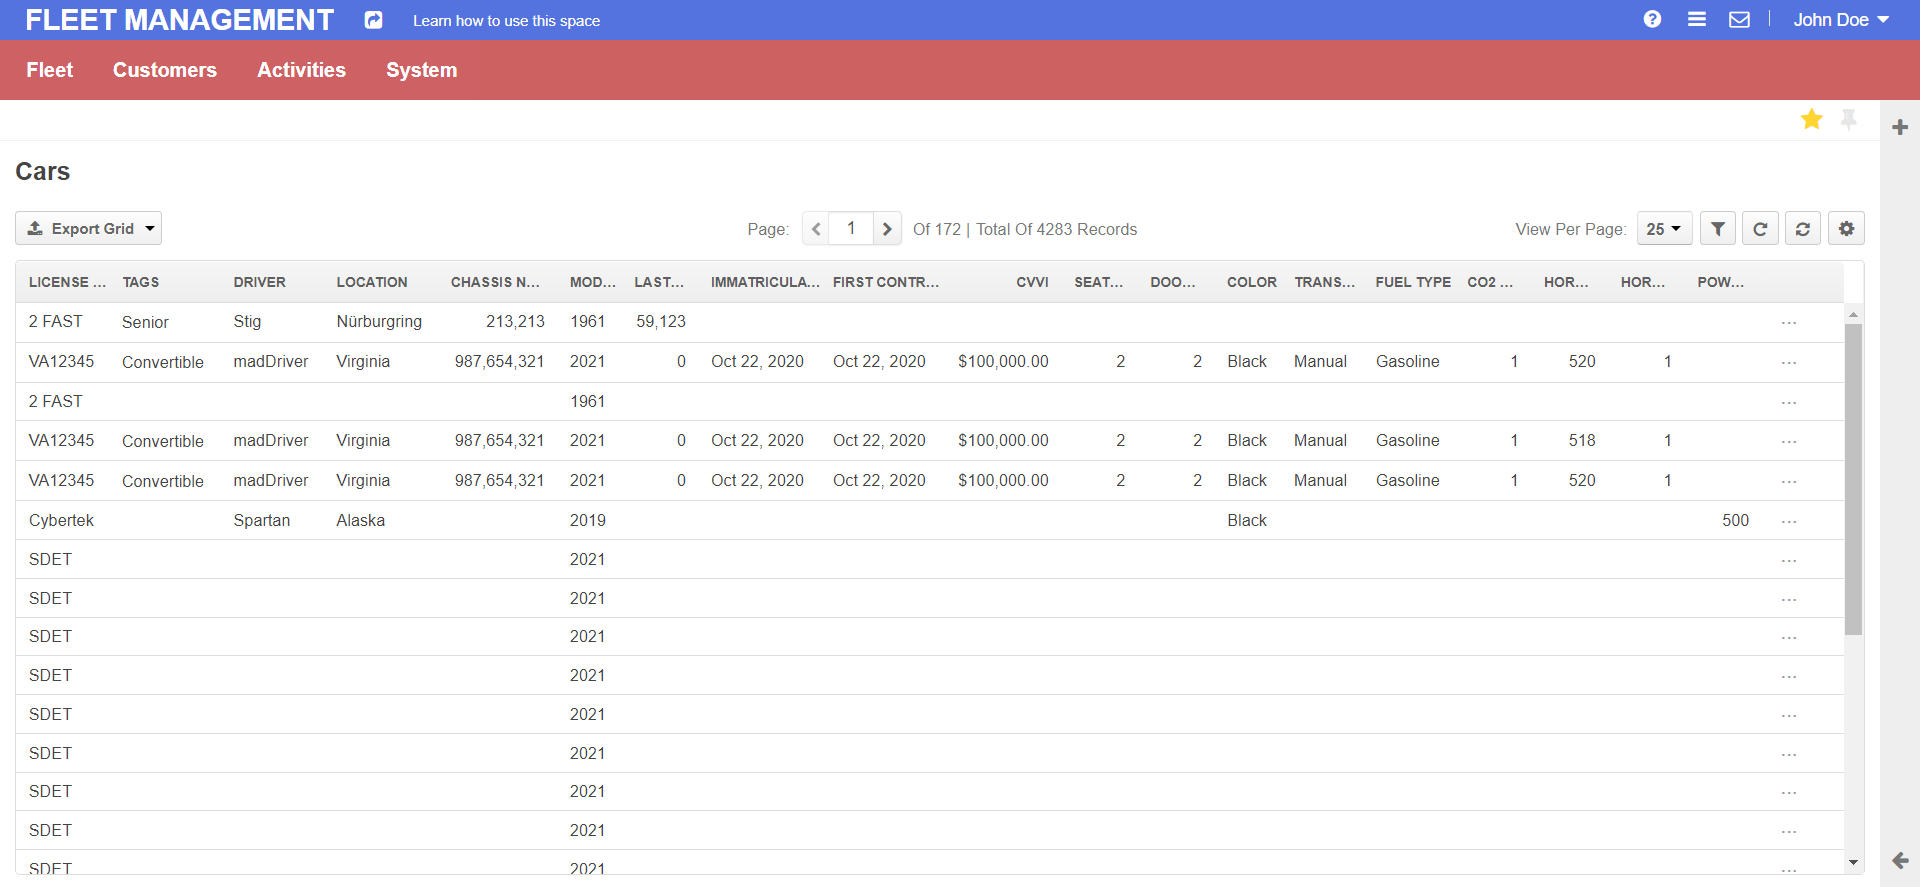 FLEET MANAGEMENT Learn how to use this space John Doe
Fleet Customers Activities System
Cars
Export Grid Page: 1 Of 172 | Total Of 4283 Records View Per Page: 25
LICENSE ... TAGS DRIVER LOCATION CHASSIS N... MOD... LAST... IMMATRICULA... FIRST CONTR... CVVI SEAT... DOO... COLOR TRANS... FUEL TYPE CO2 ... HOR... HOR... POW...
2 FAST Senior Stig Nürburgring 213,213 1961 59,123 ...
VA12345 Convertible madDriver Virginia 987,654,321 2021 0 Oct 22, 2020 Oct 22, 2020 $100,000.00 2 2 Black Manual Gasoline 1 520 1 ...
2 FAST 1961 ...
VA12345 Convertible madDriver Virginia 987,654,321 2021 0 Oct 22, 2020 Oct 22, 2020 $100,000.00 2 2 Black Manual Gasoline 1 518 1 ...
VA12345 Convertible madDriver Virginia 987,654,321 2021 0 Oct 22, 2020 Oct 22, 2020 $100,000.00 2 2 Black Manual Gasoline 1 520 1 ...
Cybertek Spartan Alaska 2019 Black 500 ...
SDET 2021 ...
SDET 2021 ...
SDET 2021 ...
SDET 2021 ...
SDET 2021 ...
SDET 2021 ...
SDET 2021 ...
SDET 2021 ...
SDET 2021 ...